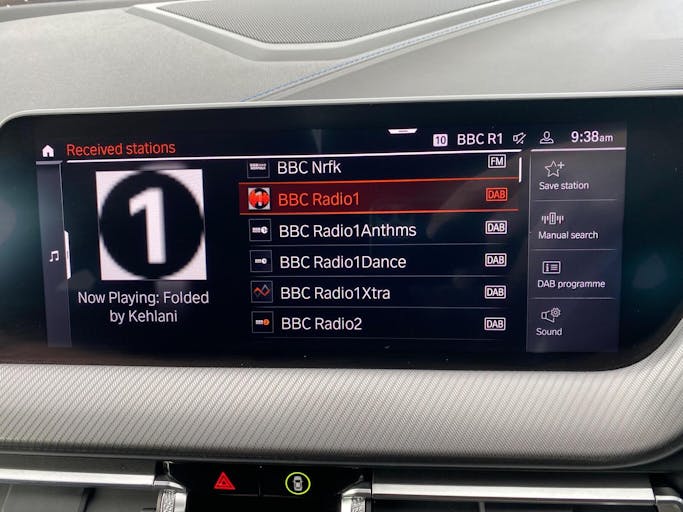 10 BBC R1 9:38am
Received stations
1
Now Playing: Folded
by Kehlani
BBC Nrfk FM
BBC Radio1 DAB
BBC Radio1Anthms DAB
BBC Radio1Dance DAB
BBC Radio1Xtra DAB
BBC Radio2 DAB
Save station
Manual search
DAB programme
Sound